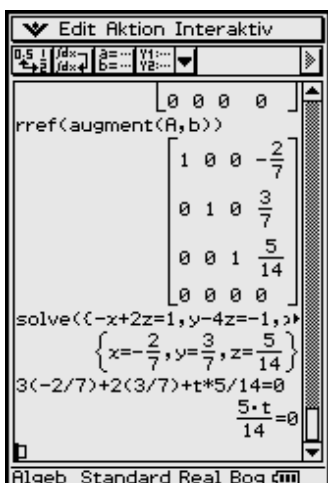 Edit Aktion Interaktiv
0 0 0 0
rref(augment(A,b))
1 0 0 -2/7
0 1 0 3/7
0 0 1 5/14
0 0 0 0
solve({-x+2z=1,y-4z=-1,
{x=-2/7,y=3/7,z=5/14}
3(-2/7)+2(3/7)+t*5/14=0
5·t/14=0
Algeb Standard Real Bog